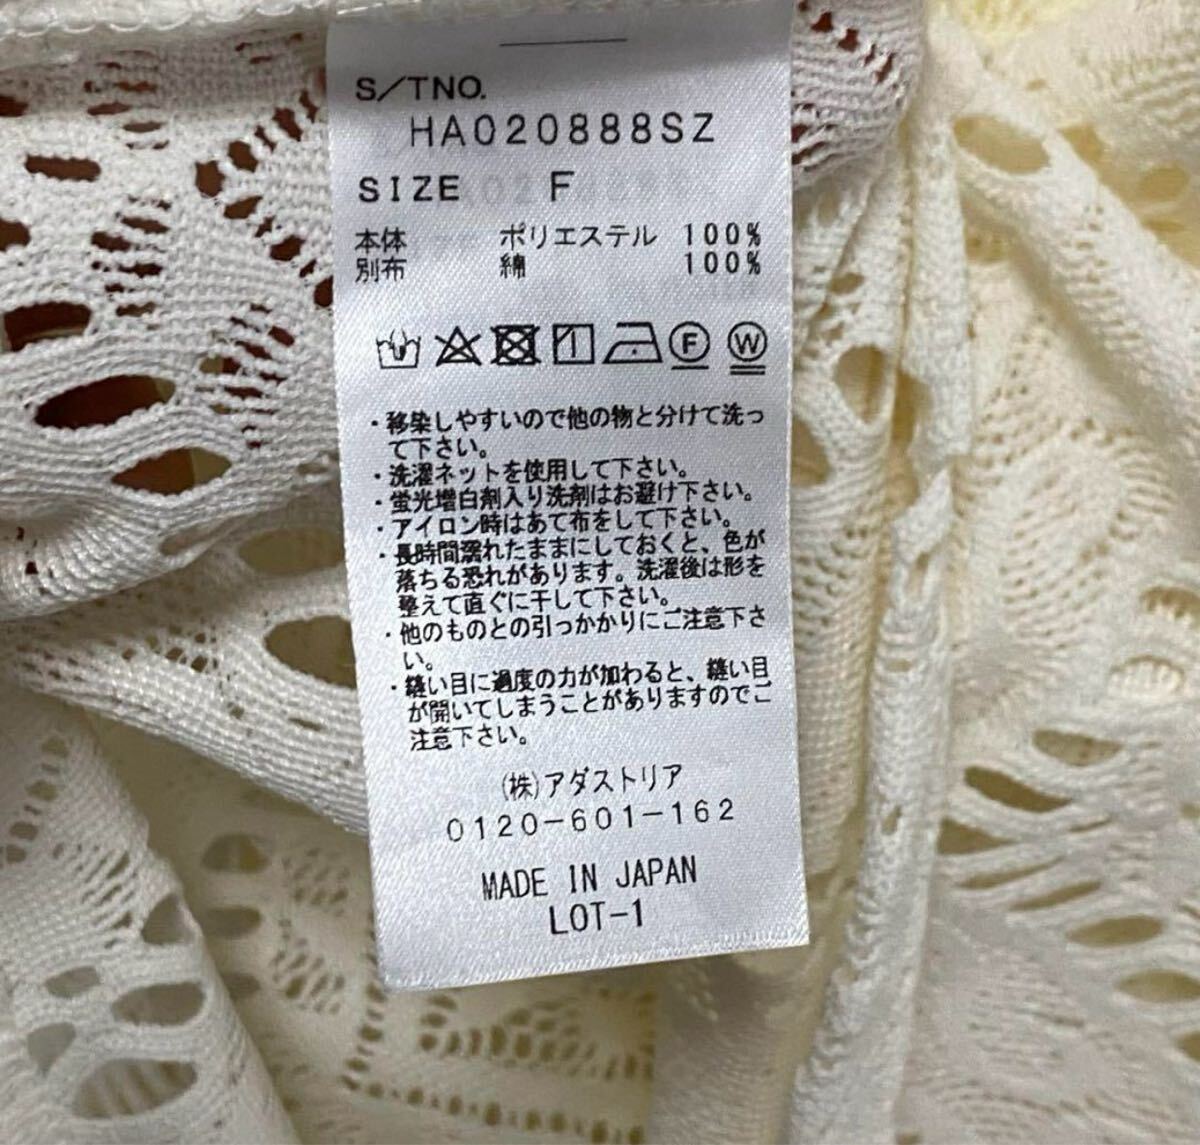 S/TNO.
HA020888SZ
SIZE F
本体 ポリエステル 100%
別布 綿 100%
F W
・移染しやすいので他の物と分けて洗っ
て下さい。
・洗濯ネットを使用して下さい。
・蛍光増白剤入り洗剤はお避け下さい。
・アイロン時はあて布をして下さい。
・長時間濡れたままにしておくと、色が
落ちる恐れがあります。洗濯後は形を
整えて直ぐに干して下さい。
・他のものとの引っかかりにご注意下さ
い。
・縫い目に過度の力が加わると、縫い目
が開いてしまうことがありますのでご
注意下さい。
(株)アダストリア
0120-601-162
MADE IN JAPAN
LOT-1